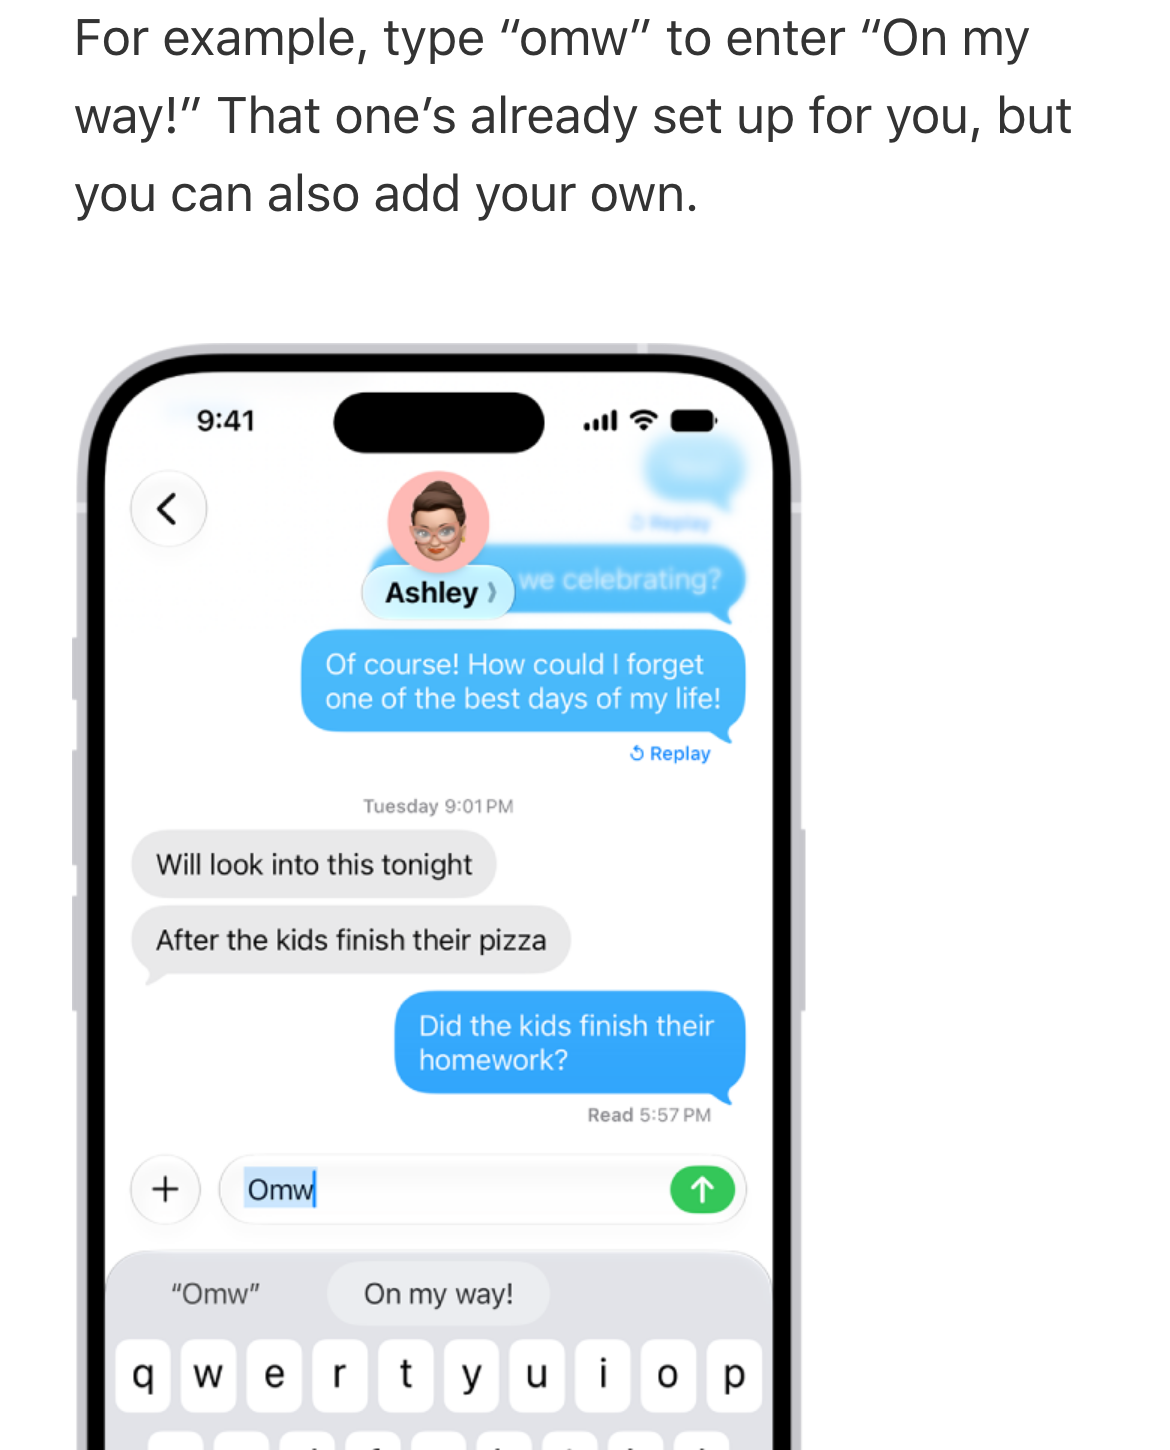 For example, type “omw” to enter “On my
way!” That one’s already set up for you, but
you can also add your own.
9:41
Replay
we celebrating?
Ashley
Of course! How could I forget
one of the best days of my life!
Replay
Tuesday 9:01 PM
Will look into this tonight
After the kids finish their pizza
Did the kids finish their
homework?
Read 5:57 PM
Omw
“Omw” On my way!
q w e r t y u i o p